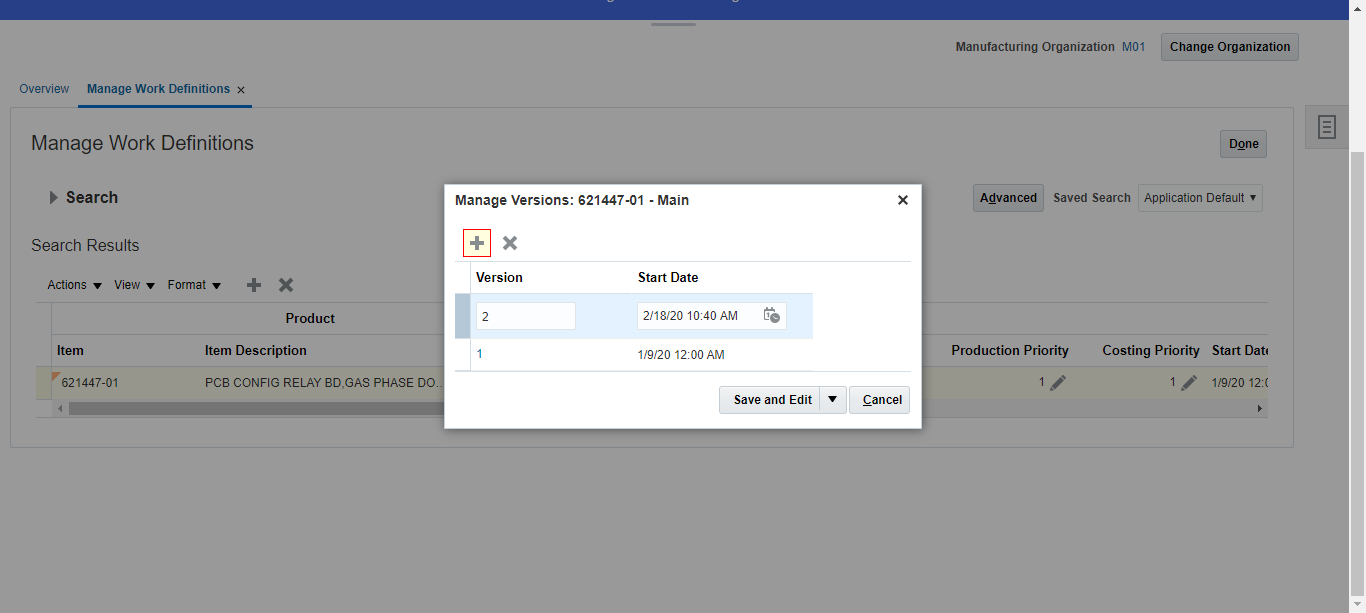 Manufacturing Organization M01 Change Organization
Overview Manage Work Definitions
Manage Work Definitions Done
Search Advanced Saved Search Application Default
Search Results
Actions View Format
Product
Item Item Description Production Priority Costing Priority Start Date
621447-01 PCB CONFIG RELAY BD,GAS PHASE DO... 1 1 1/9/20 12:0
Manage Versions: 621447-01 - Main
Version Start Date
2 2/18/20 10:40 AM
1 1/9/20 12:00 AM
Save and Edit Cancel